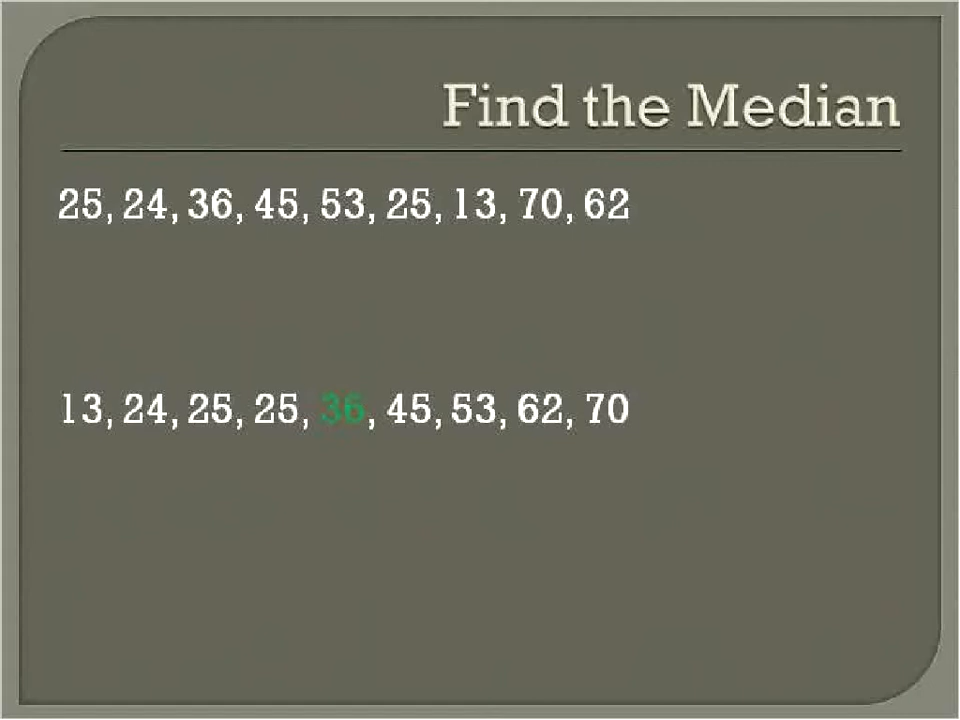 Find the Median
25, 24, 36, 45, 53, 25, 13, 70, 62
13, 24, 25, 25, 36, 45, 53, 62, 70